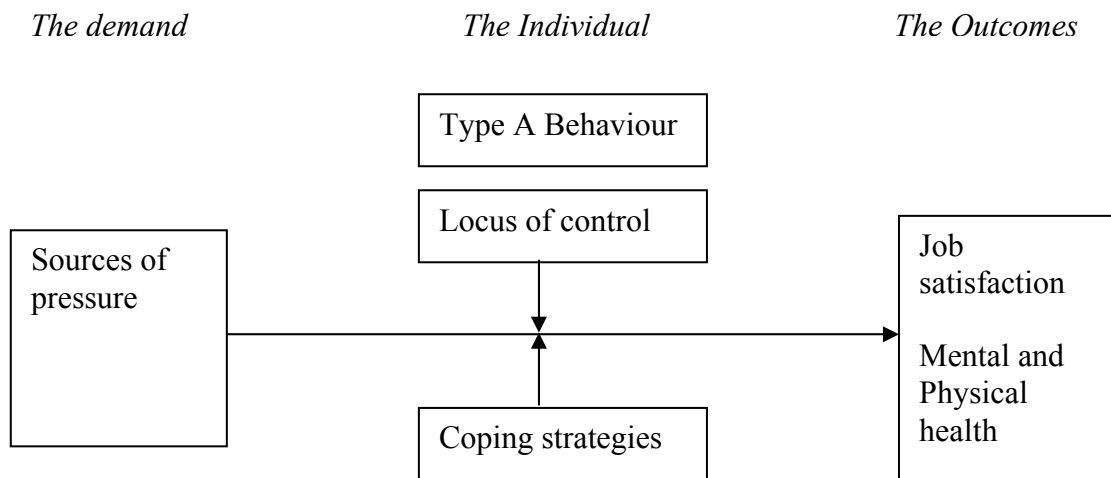 The demand
The Individual
The Outcomes
Type A Behaviour
Locus of control
Sources of
pressure
Job
satisfaction
Mental and
Physical
health
Coping strategies